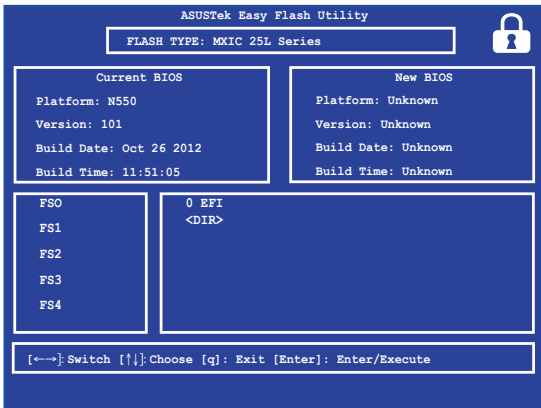 ASUSTek Easy Flash Utility
FLASH TYPE: MXIC 25L Series
Current BIOS
Platform: N550
Version: 101
Build Date: Oct 26 2012
Build Time: 11:51:05
New BIOS
Platform: Unknown
Version: Unknown
Build Date: Unknown
Build Time: Unknown
FSO
FS1
FS2
FS3
FS4
0 EFI
<DIR>
[←→]: Switch [↑↓]: Choose [q]: Exit [Enter]: Enter/Execute